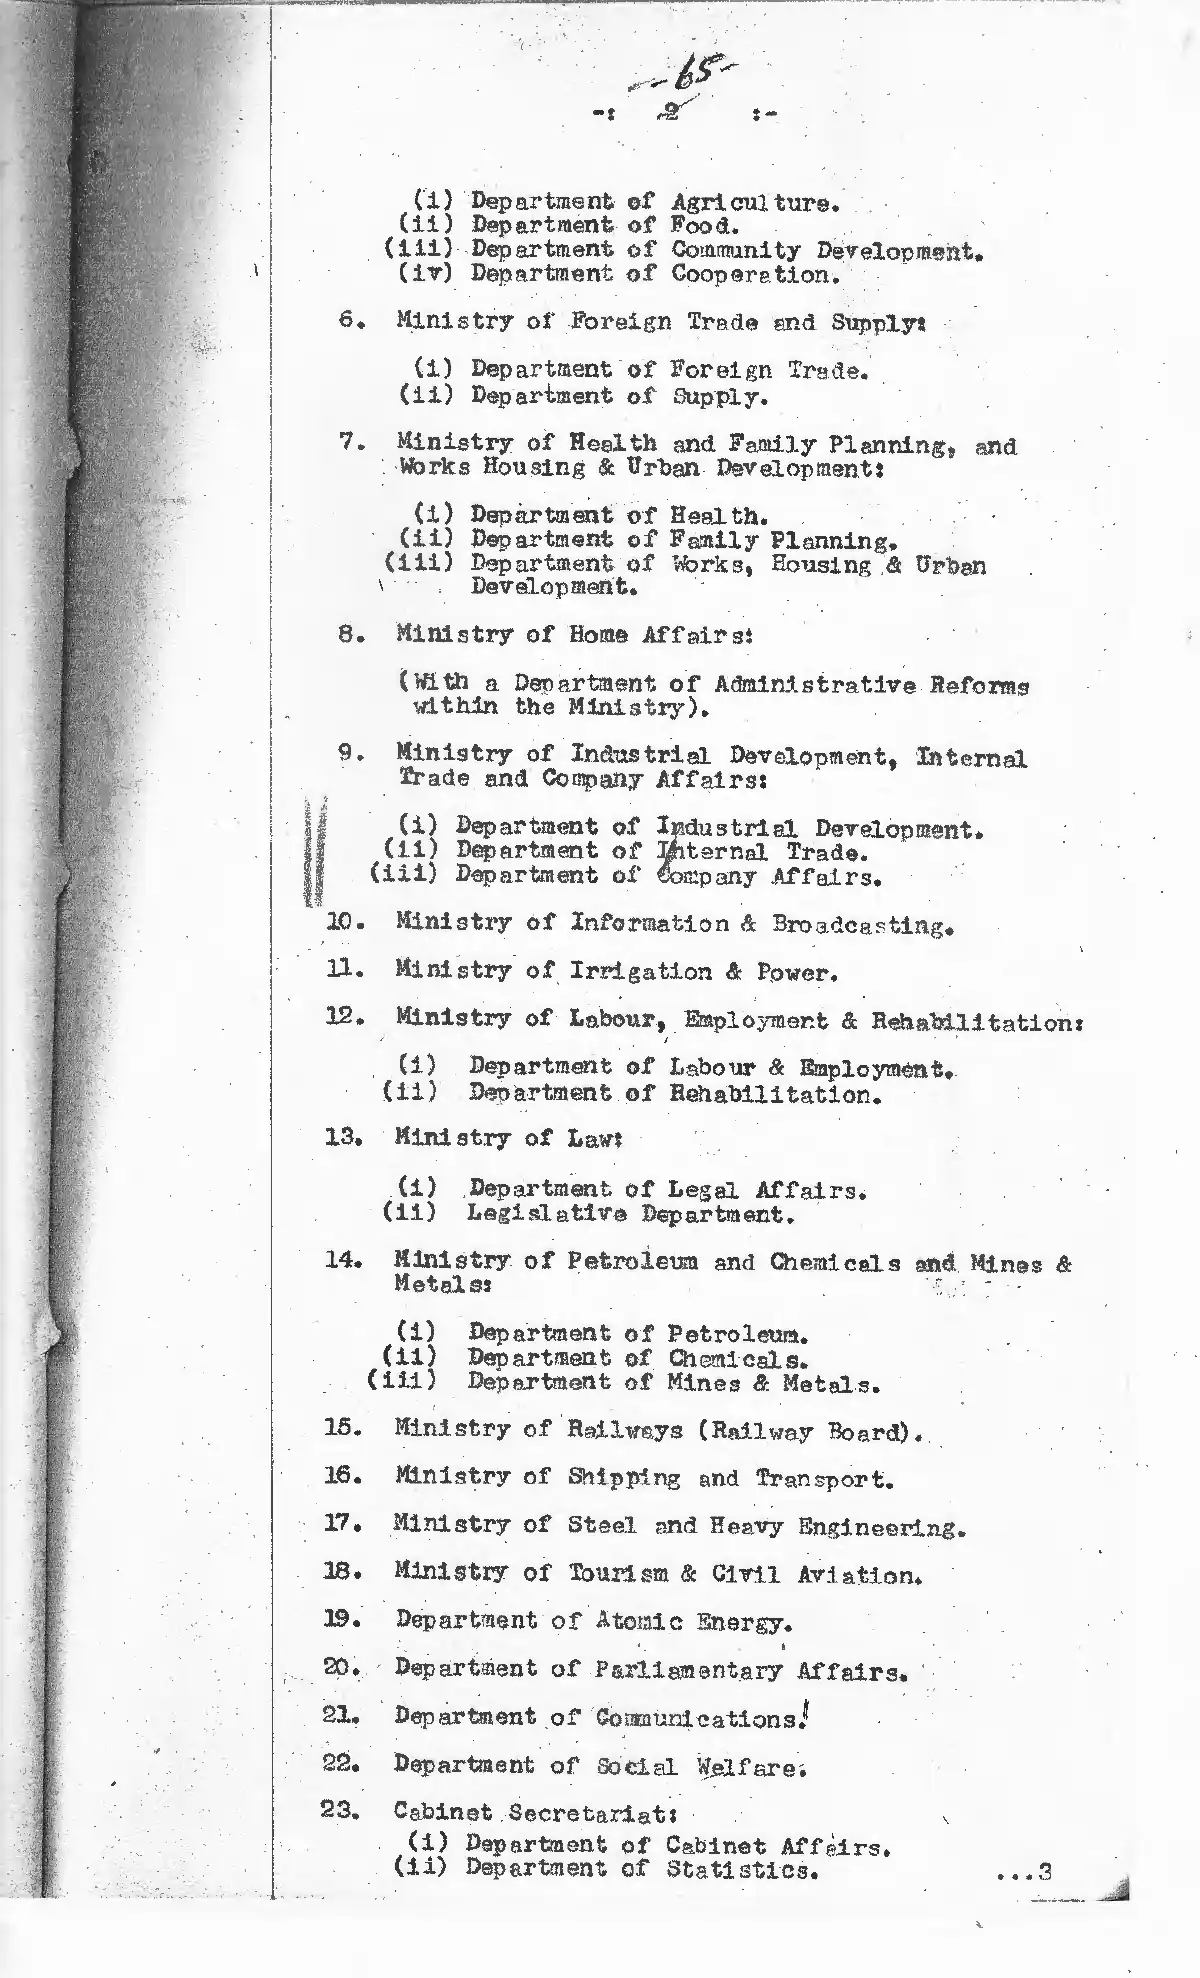 -65-
-: 2 :-
(i) Department of Agriculture.
(ii) Department of Food.
(iii) Department of Community Development.
(iv) Department of Cooperation.
6. Ministry of Foreign Trade and Supply:
(i) Department of Foreign Trade.
(ii) Department of Supply.
7. Ministry of Health and Family Planning, and
Works Housing & Urban Development:
(i) Department of Health.
(ii) Department of Family Planning.
(iii) Department of Works, Housing & Urban
Development.
8. Ministry of Home Affairs:
(With a Department of Administrative Reforms
within the Ministry).
9. Ministry of Industrial Development, Internal
Trade and Company Affairs:
(i) Department of Industrial Development.
(ii) Department of Internal Trade.
(iii) Department of Company Affairs.
10. Ministry of Information & Broadcasting.
11. Ministry of Irrigation & Power.
12. Ministry of Labour, Employment & Rehabilitation:
(i) Department of Labour & Employment.
(ii) Department of Rehabilitation.
13. Ministry of Law:
(i) Department of Legal Affairs.
(ii) Legislative Department.
14. Ministry of Petroleum and Chemicals and Mines &
Metals:
(i) Department of Petroleum.
(ii) Department of Chemicals.
(iii) Department of Mines & Metals.
15. Ministry of Railways (Railway Board).
16. Ministry of Shipping and Transport.
17. Ministry of Steel and Heavy Engineering.
18. Ministry of Tourism & Civil Aviation.
19. Department of Atomic Energy.
20. Department of Parliamentary Affairs.
21. Department of Communications.
22. Department of Social Welfare.
23. Cabinet Secretariat:
(i) Department of Cabinet Affairs.
(ii) Department of Statistics.
...3